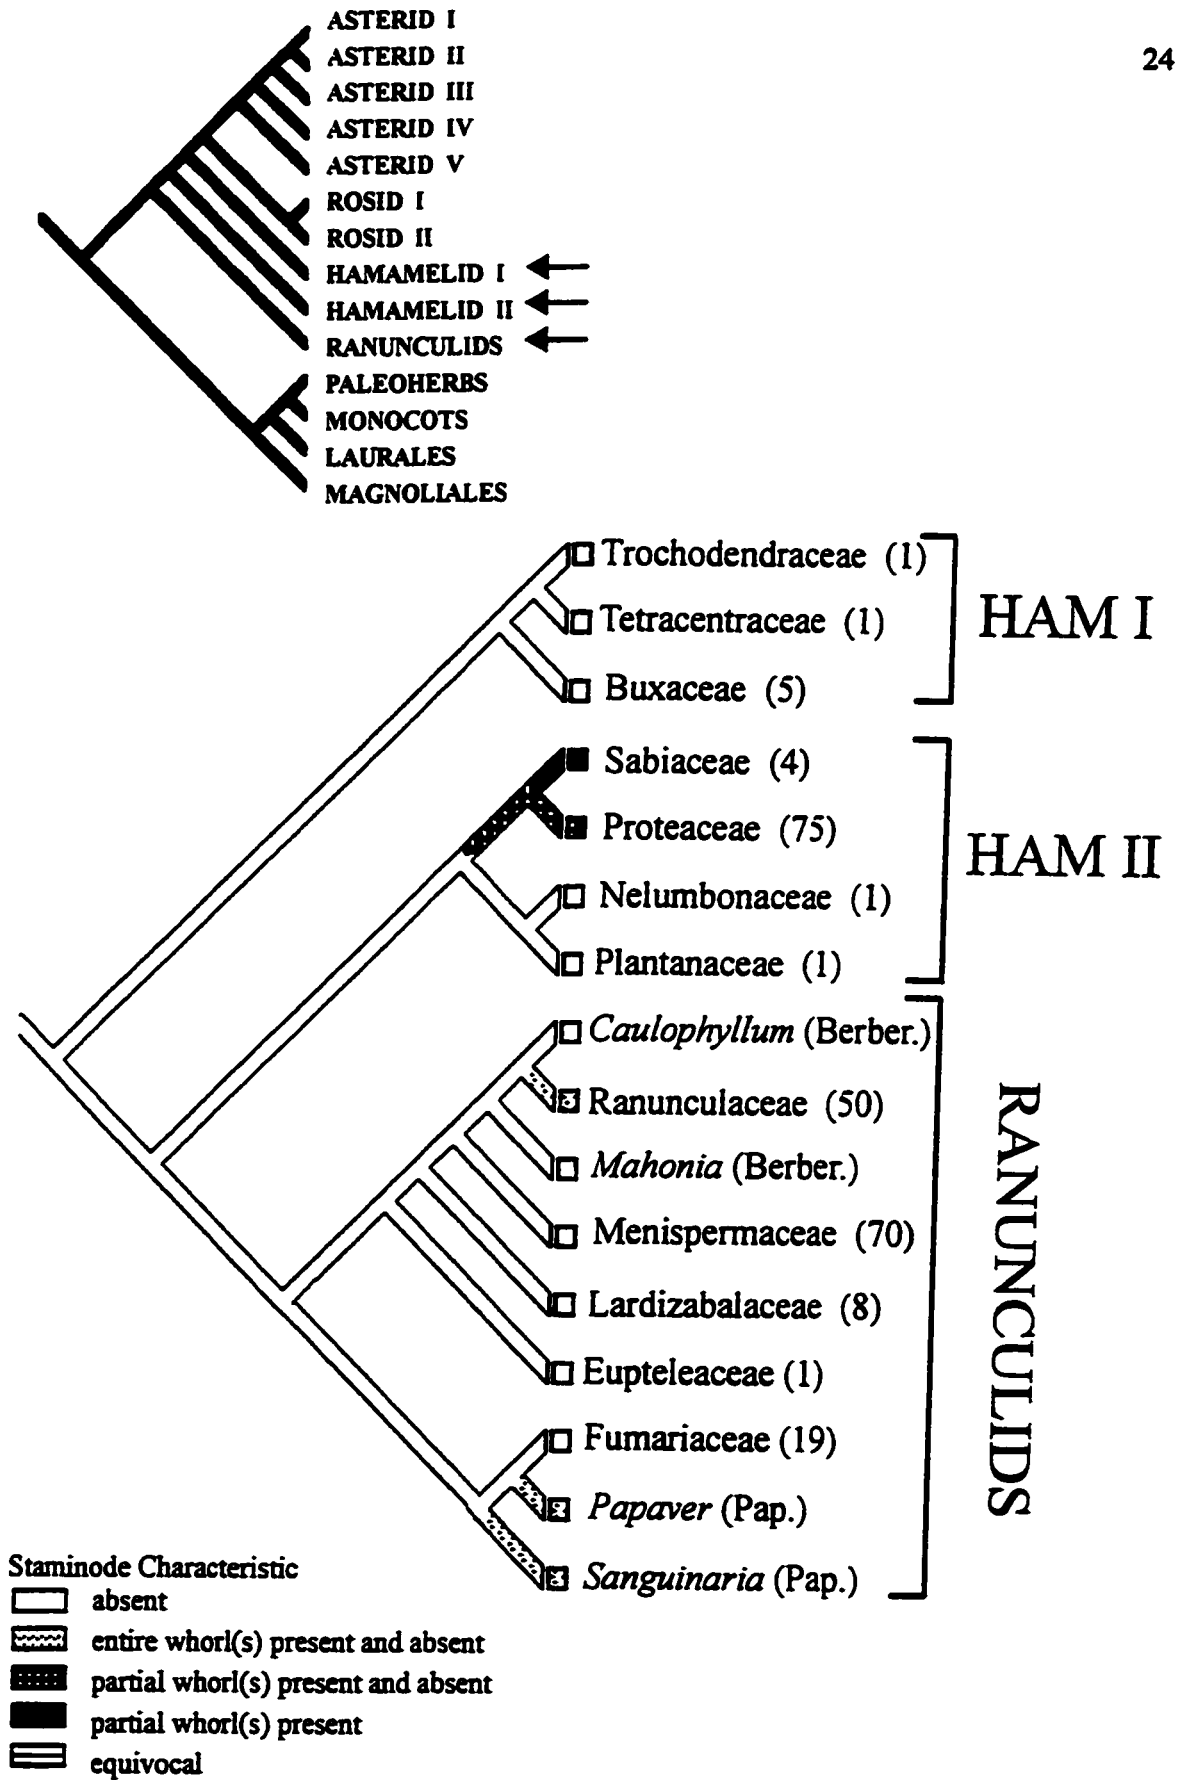 ASTERID I
24
ASTERID II
ASTERID III
ASTERID IV
ASTERID V
ROSID I
ROSID II
HAMAMELID I
HAMAMELID II
RANUNCULIDS
PALEOHERBS
MONOCOTS
LAURALES
MAGNOLIALES
Trochodendraceae (1)
Tetracentraceae (1)
HAM I
Buxaceae (5)
Sabiaceae (4)
Proteaceae (75)
HAM II
Nelumbonaceae (1)
Plantanaceae (1)
Caulophyllum (Berber.)
Ranunculaceae (50)
Mahonia (Berber.)
Menispermaceae (70)
Lardizabalaceae (8)
RANUNCULIDS
Eupteleaceae (1)
Fumariaceae (19)
Papaver (Pap.)
Sanguinaria (Pap.)
Staminode Characteristic
absent
entire whorl(s) present and absent
partial whorl(s) present and absent
partial whorl(s) present
equivocal